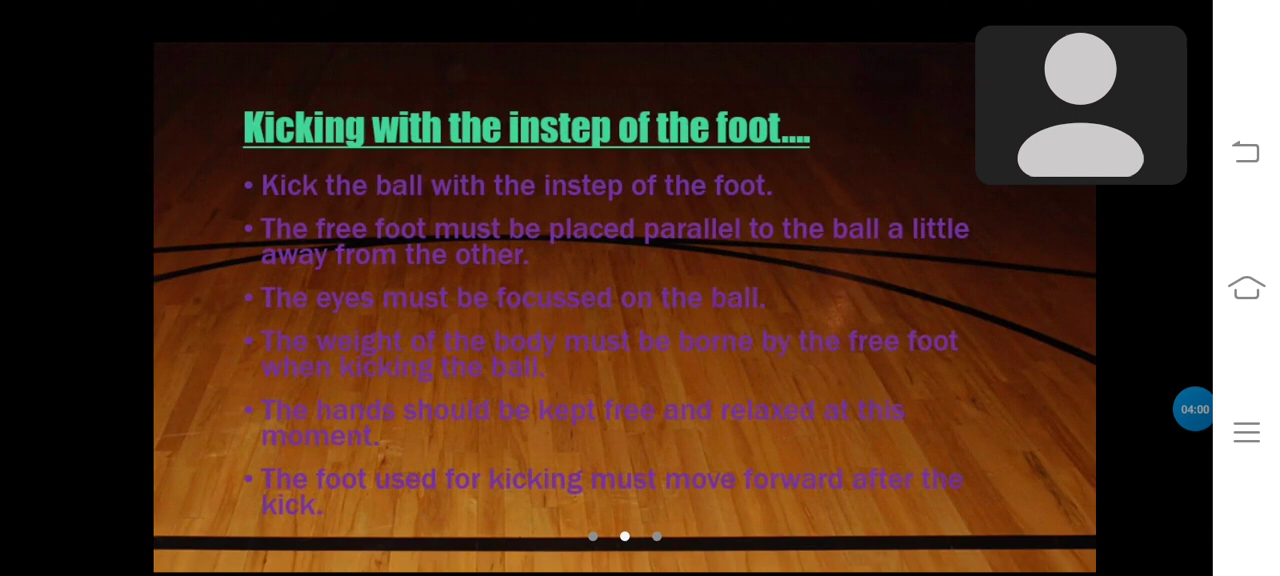 Kicking with the instep of the foot....
• Kick the ball with the instep of the foot.
• The free foot must be placed parallel to the ball a little
away from the other.
• The eyes must be focussed on the ball.
• The weight of the body must be borne by the free foot
when kicking the ball.
• The hands should be kept free and relaxed at this
moment.
• The foot used for kicking must move forward after the
kick.
04:00